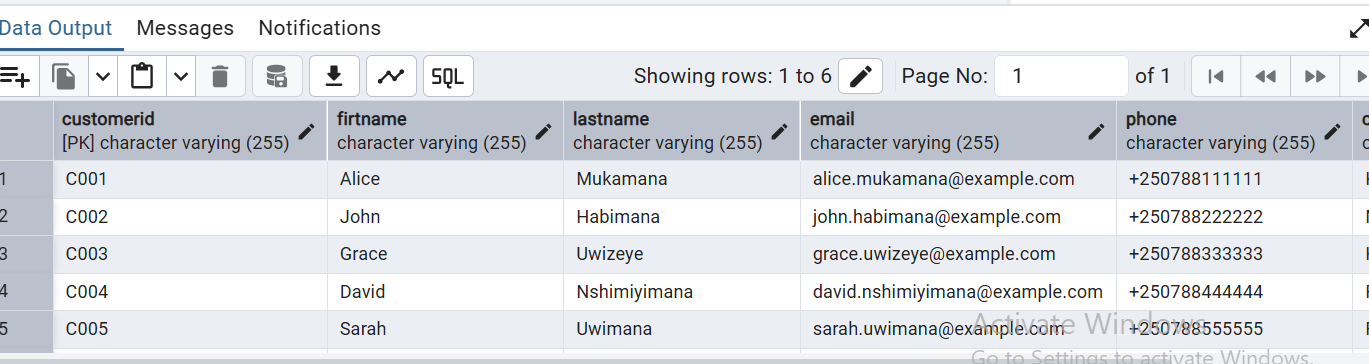 Data Output Messages Notifications
SQL Showing rows: 1 to 6 Page No: 1 of 1
customerid firtname lastname email phone
[PK] character varying (255) character varying (255) character varying (255) character varying (255) character varying (255)
1 C001 Alice Mukamana alice.mukamana@example.com +250788111111
2 C002 John Habimana john.habimana@example.com +250788222222
3 C003 Grace Uwizeye grace.uwizeye@example.com +250788333333
4 C004 David Nshimiyimana david.nshimiyimana@example.com +250788444444
5 C005 Sarah Uwimana sarah.uwimana@example.com +250788555555
Activate Windows
Go to Settings to activate Windows.